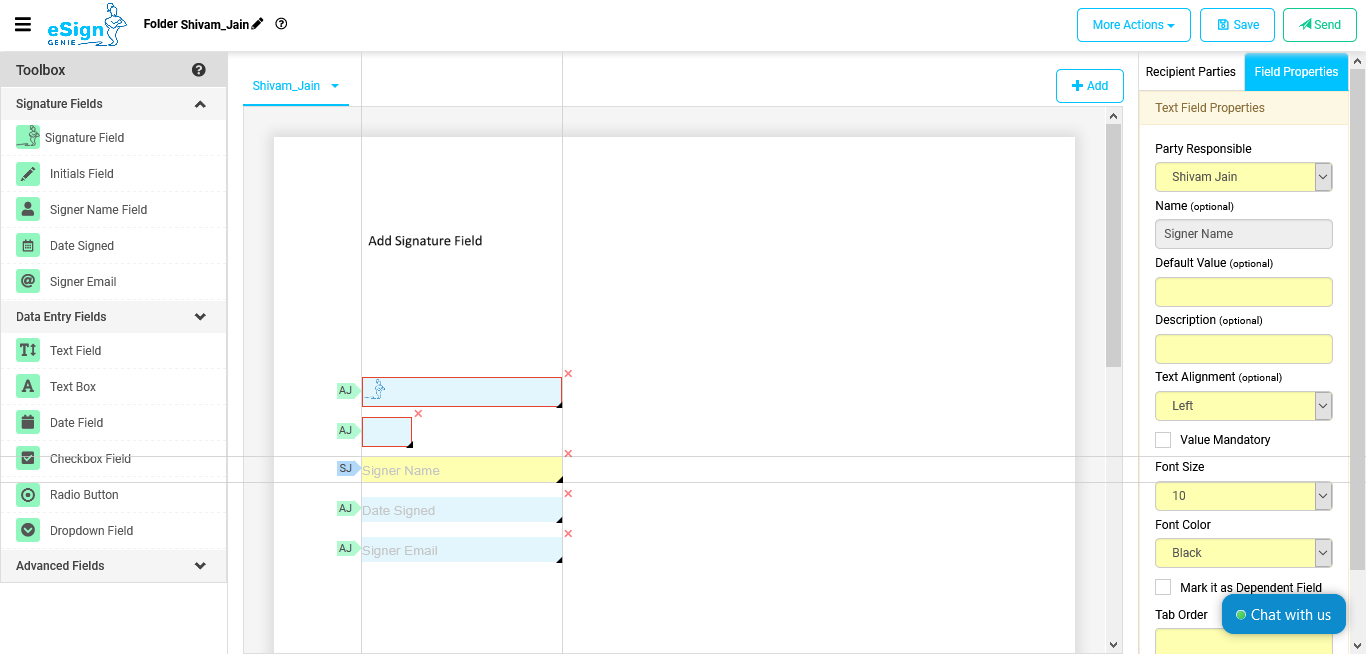 eSign
GENIE
Folder Shivam_Jain
More Actions
Save
Send
Toolbox
Signature Fields
Signature Field
Initials Field
Signer Name Field
Date Signed
Signer Email
Data Entry Fields
Text Field
Text Box
Date Field
Checkbox Field
Radio Button
Dropdown Field
Advanced Fields
Shivam_Jain
Add
Add Signature Field
AJ
AJ
SJ Signer Name
AJ Date Signed
AJ Signer Email
Recipient Parties
Field Properties
Text Field Properties
Party Responsible
Shivam Jain
Name (optional)
Signer Name
Default Value (optional)
Description (optional)
Text Alignment (optional)
Left
Value Mandatory
Font Size
10
Font Color
Black
Mark it as Dependent Field
Tab Order
Chat with us